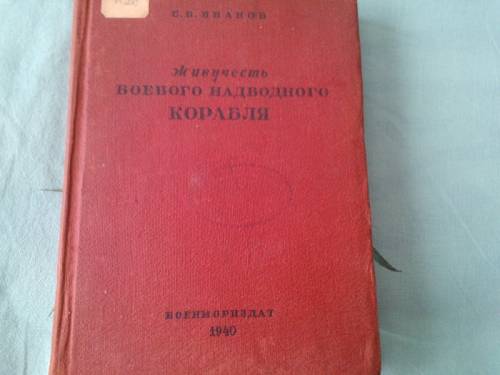 С. В. ИВАНОВ
Живучесть
БОЕВОГО НАДВОДНОГО
КОРАБЛЯ
ВОЕНМОРИЗДАТ
1940